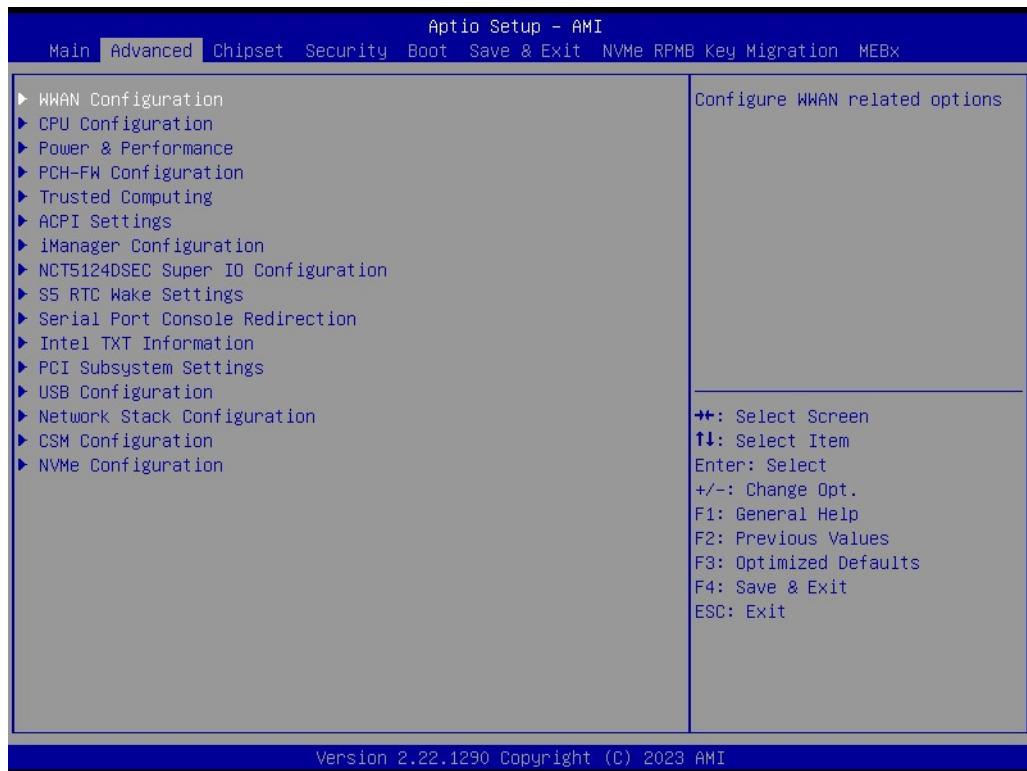 Aptio Setup – AMI
Main Advanced Chipset Security Boot Save & Exit NVMe RPMB Key Migration MEBx
▶ WWAN Configuration
▶ CPU Configuration
▶ Power & Performance
▶ PCH-FW Configuration
▶ Trusted Computing
▶ ACPI Settings
▶ iManager Configuration
▶ NCT5124DSEC Super IO Configuration
▶ S5 RTC Wake Settings
▶ Serial Port Console Redirection
▶ Intel TXT Information
▶ PCI Subsystem Settings
▶ USB Configuration
▶ Network Stack Configuration
▶ CSM Configuration
▶ NVMe Configuration
Configure WWAN related options
→←: Select Screen
↑↓: Select Item
Enter: Select
+/-: Change Opt.
F1: General Help
F2: Previous Values
F3: Optimized Defaults
F4: Save & Exit
ESC: Exit
Version 2.22.1290 Copyright (C) 2023 AMI